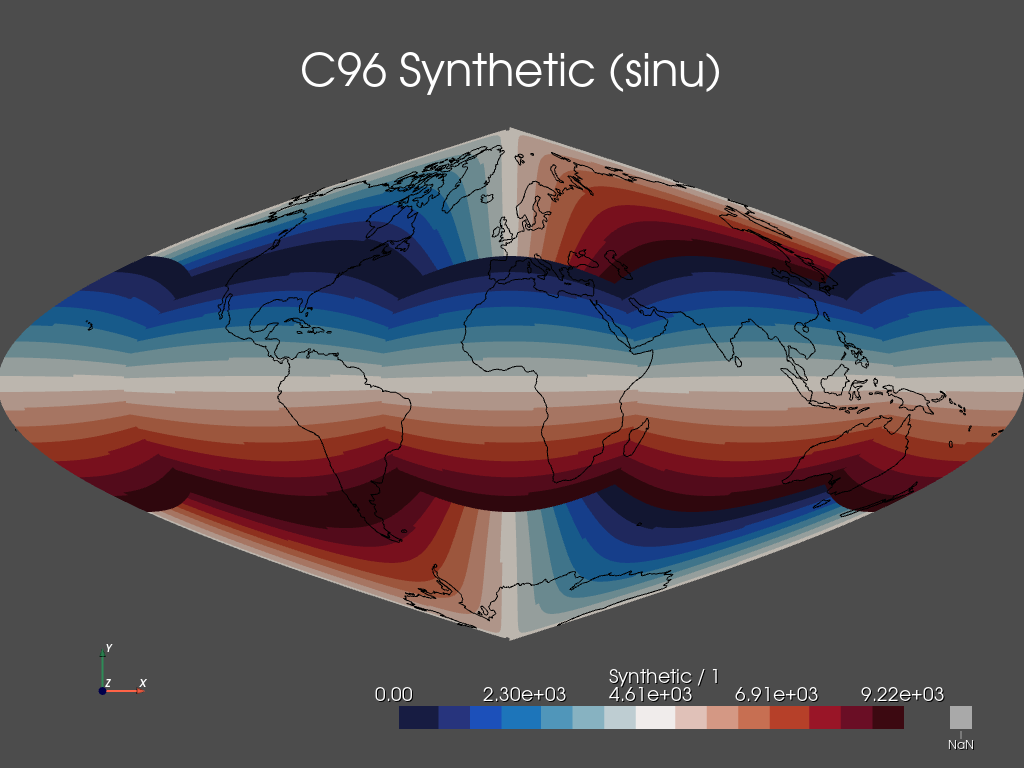 C96 Synthetic (sinu)
Y
Z X
Synthetic / 1
0.00 2.30e+03 4.61e+03 6.91e+03 9.22e+03
NaN